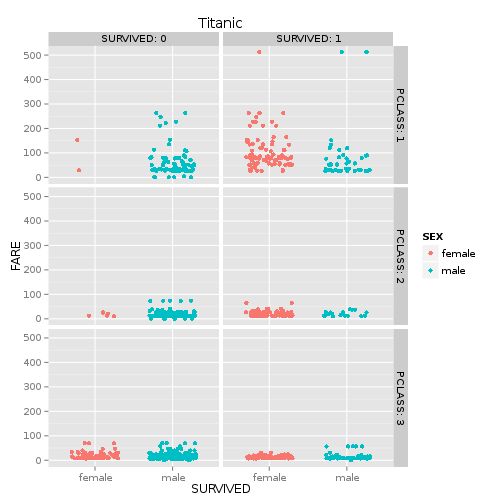 Titanic
SURVIVED: 0 SURVIVED: 1
500
400
300
200
100
0
PCLASS: 1
500
400
300
200
100
0
PCLASS: 2
500
400
300
200
100
0
PCLASS: 3
FARE
female male female male
SURVIVED
SEX
female
male